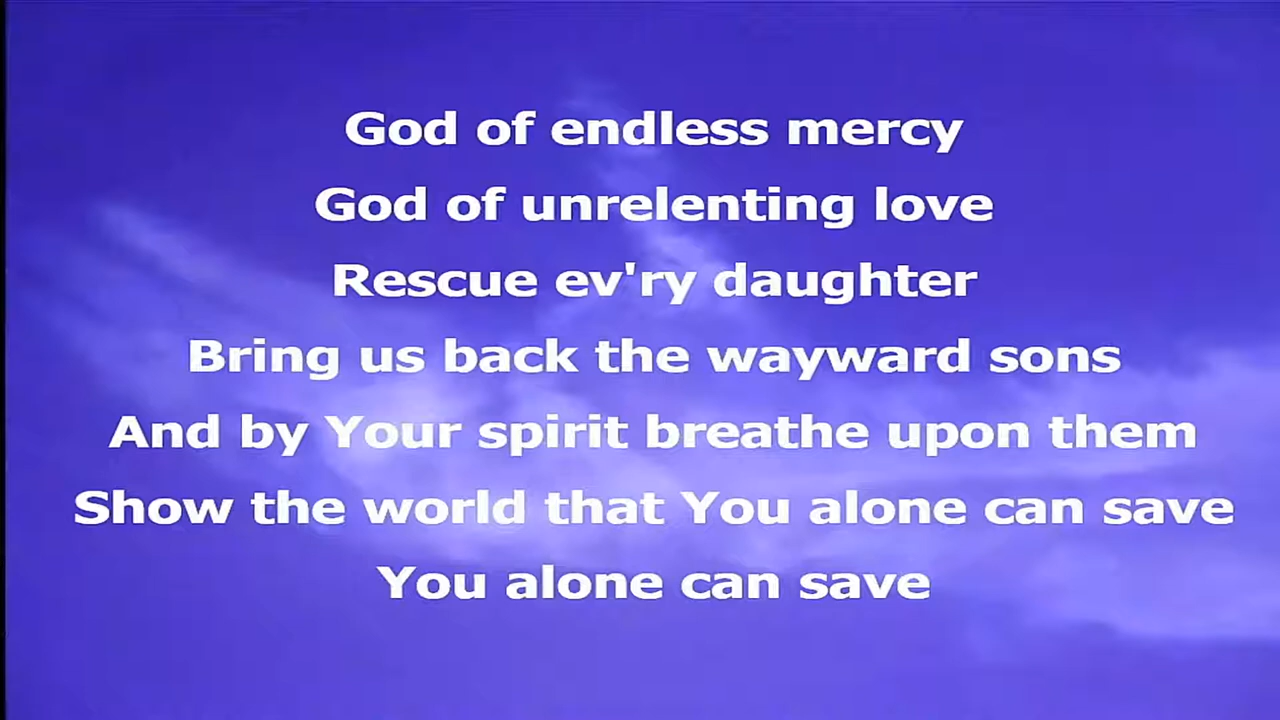 God of endless mercy
God of unrelenting love
Rescue ev'ry daughter
Bring us back the wayward sons
And by Your spirit breathe upon them
Show the world that You alone can save
You alone can save